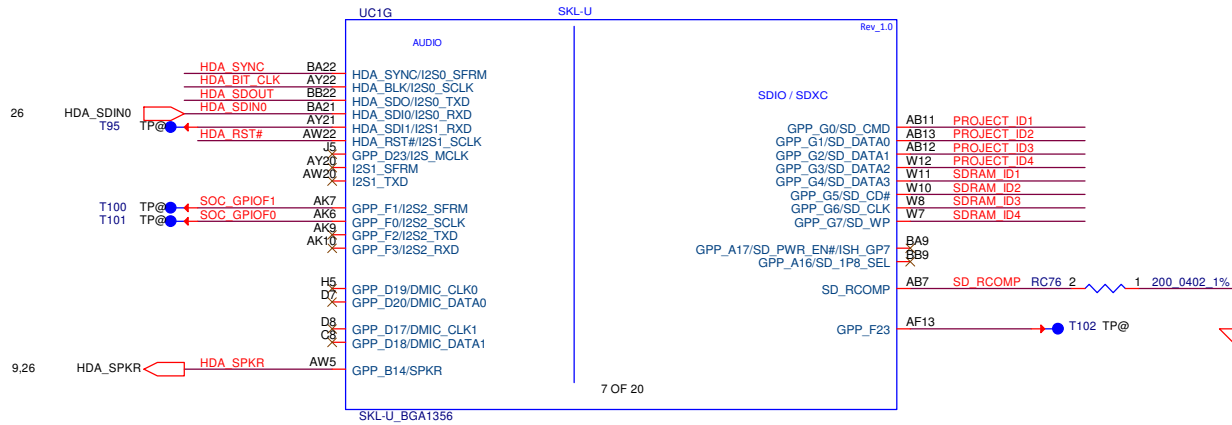 UC1G SKL-U
Rev_1.0
AUDIO
HDA_SYNC BA22 HDA_SYNC/I2S0_SFRM
HDA_BIT_CLK AY22 HDA_BLK/I2S0_SCLK
HDA_SDOUT BB22 HDA_SDO/I2S0_TXD
26 HDA_SDIN0 HDA_SDIN0 BA21 HDA_SDI0/I2S0_RXD
T95 TP@ AY21 HDA_SDI1/I2S1_RXD
HDA_RST# AW22 HDA_RST#/I2S1_SCLK
J5 GPP_D23/I2S_MCLK
AY20 I2S1_SFRM
AW20 I2S1_TXD
T100 TP@ SOC_GPIOF1 AK7 GPP_F1/I2S2_SFRM
T101 TP@ SOC_GPIOF0 AK6 GPP_F0/I2S2_SCLK
AK9 GPP_F2/I2S2_TXD
AK10 GPP_F3/I2S2_RXD
H5 GPP_D19/DMIC_CLK0
D7 GPP_D20/DMIC_DATA0
D8 GPP_D17/DMIC_CLK1
C8 GPP_D18/DMIC_DATA1
9,26 HDA_SPKR HDA_SPKR AW5 GPP_B14/SPKR
SDIO / SDXC
GPP_G0/SD_CMD AB11 PROJECT_ID1
GPP_G1/SD_DATA0 AB13 PROJECT_ID2
GPP_G2/SD_DATA1 AB12 PROJECT_ID3
GPP_G3/SD_DATA2 W12 PROJECT_ID4
GPP_G4/SD_DATA3 W11 SDRAM_ID1
GPP_G5/SD_CD# W10 SDRAM_ID2
GPP_G6/SD_CLK W8 SDRAM_ID3
GPP_G7/SD_WP W7 SDRAM_ID4
GPP_A17/SD_PWR_EN#/ISH_GP7 BA9
GPP_A16/SD_1P8_SEL BB9
SD_RCOMP AB7 SD_RCOMP RC76 2 1 200_0402_1%
GPP_F23 AF13 T102 TP@
7 OF 20
SKL-U_BGA1356